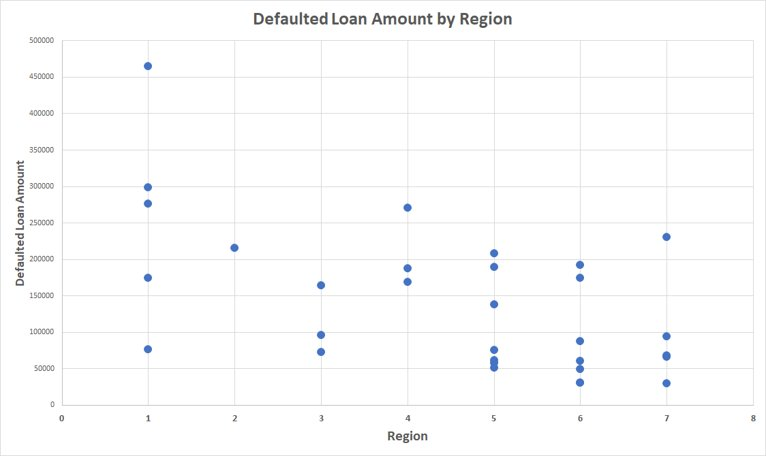 Defaulted Loan Amount by Region
Defaulted Loan Amount
500000
450000
400000
350000
300000
250000
200000
150000
100000
50000
0
0 1 2 3 4 5 6 7 8
Region